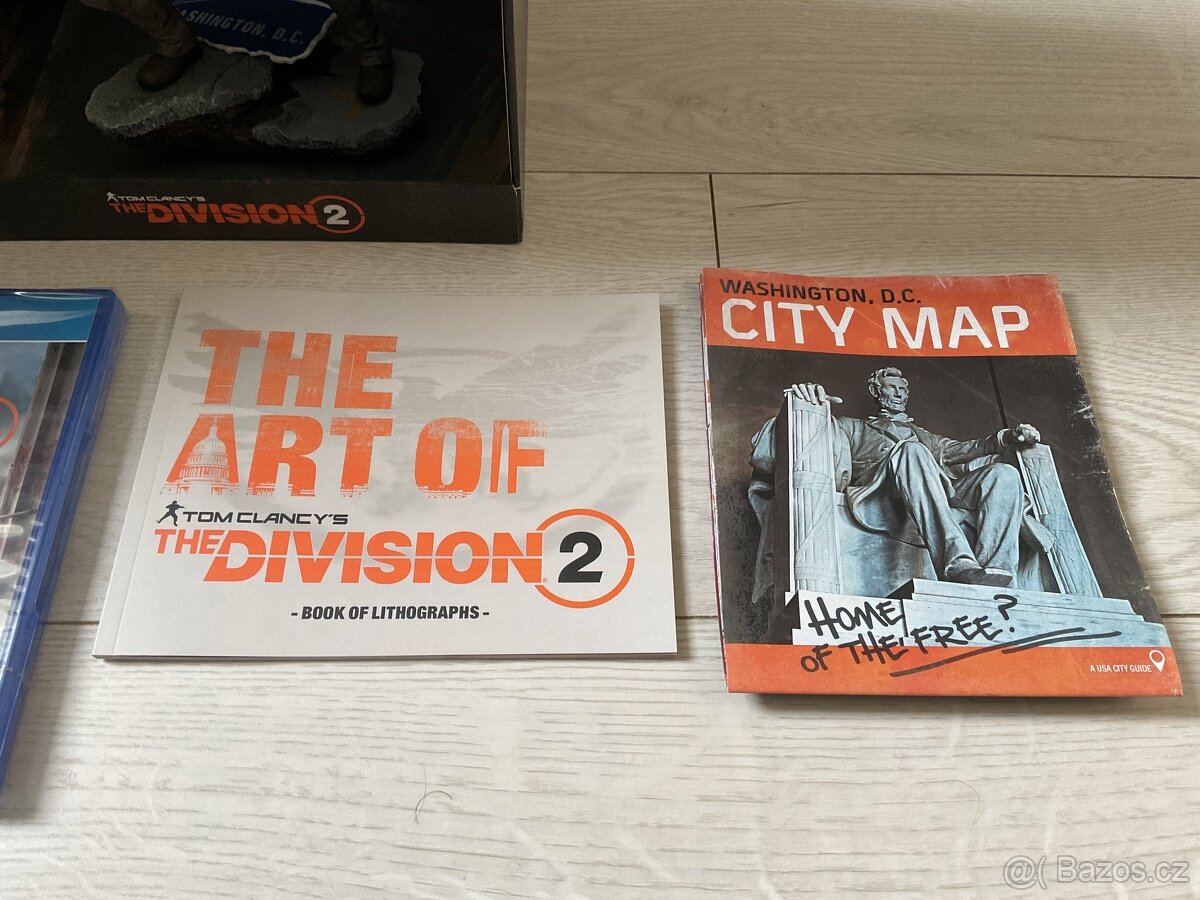 WASHINGTON, D.C.
TOM CLANCY'S
THE DIVISION 2
THE
ART OF
TOM CLANCY'S
THE DIVISION 2
- BOOK OF LITHOGRAPHS -
WASHINGTON, D.C.
CITY MAP
HOME
OF THE FREE?
A USA CITY GUIDE
@( Bazos.cz